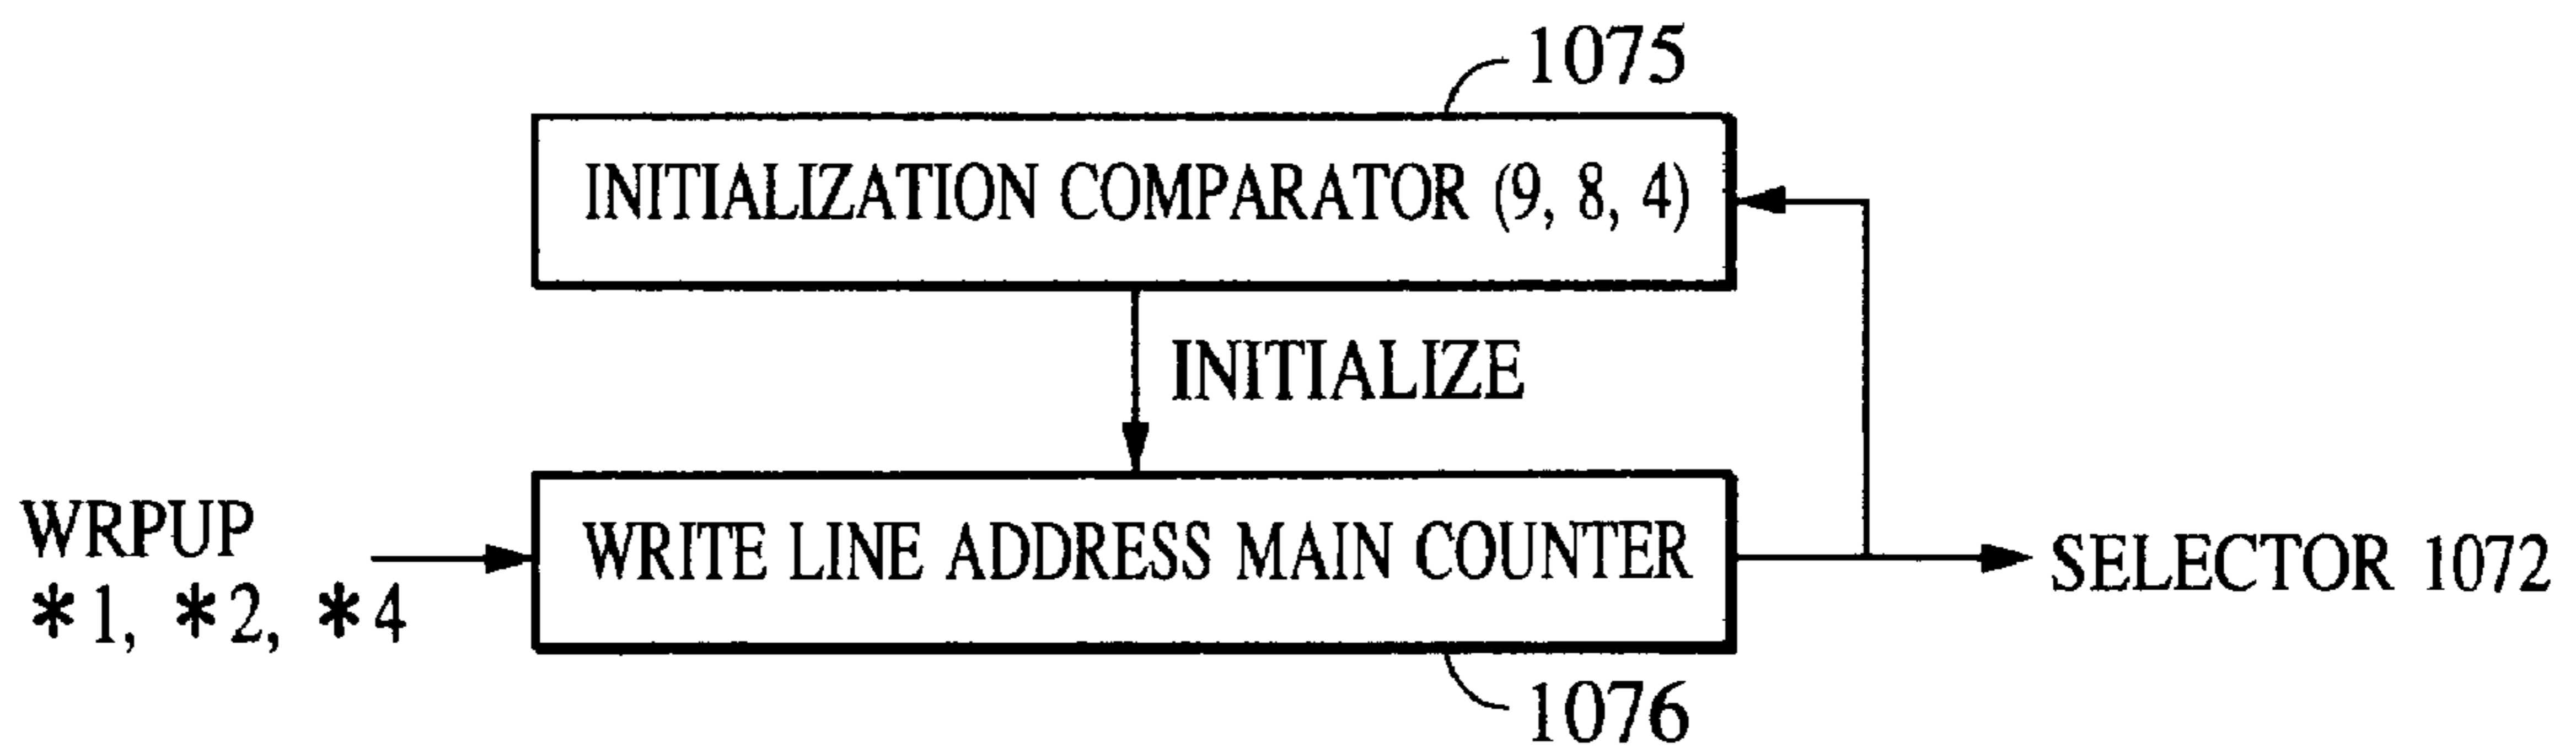 1075
INITIALIZATION COMPARATOR (9, 8, 4)
INITIALIZE
WRPUP
*1, *2, *4
WRITE LINE ADDRESS MAIN COUNTER
SELECTOR 1072
1076